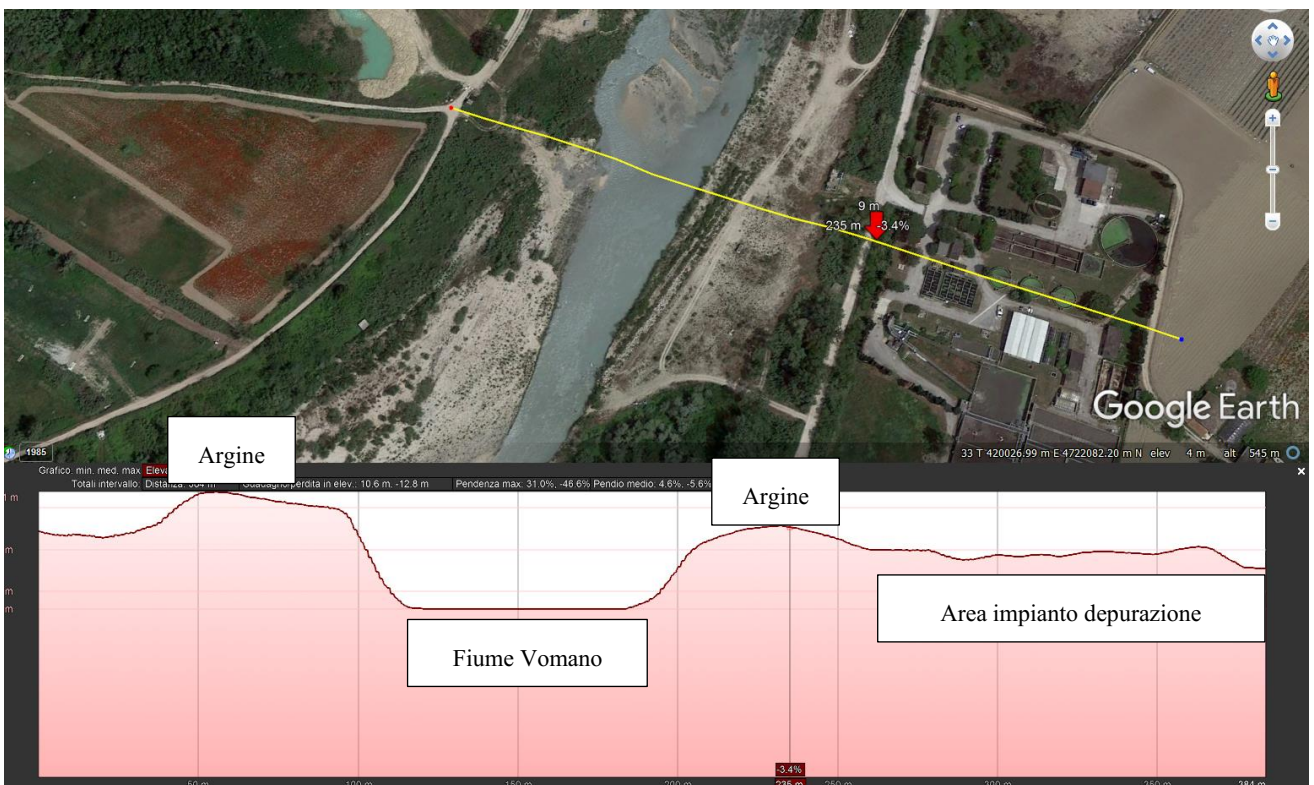 9 m
235 m -3.4%
Google Earth
1985
33 T 420026.99 m E 4722082.20 m N elev 4 m alt 545 m
Argine
Grafico: min. med. max
Totali intervallo: Guadagno/perdita in elev.: 10.6 m. -12.8 m Pendenza max. 31.0%, -46.6% Pendio medio: 4.6%, -5.6%
Argine
Area impianto depurazione
Fiume Vomano
-3.4%
50 m 100 m 150 m 200 m 235 m 250 m 300 m 350 m 384 m